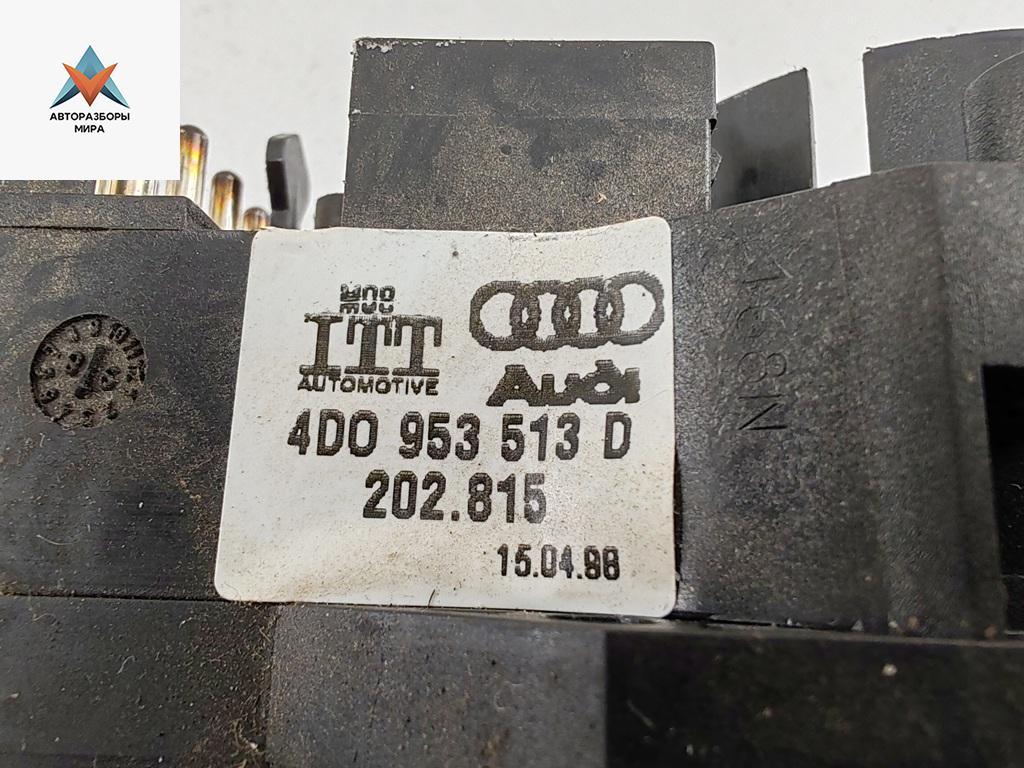 АВТОРАЗБОРЫ
МИРА
ITT
AUTOMOTIVE
Audi
4D0 953 513 D
202.815
15.04.98